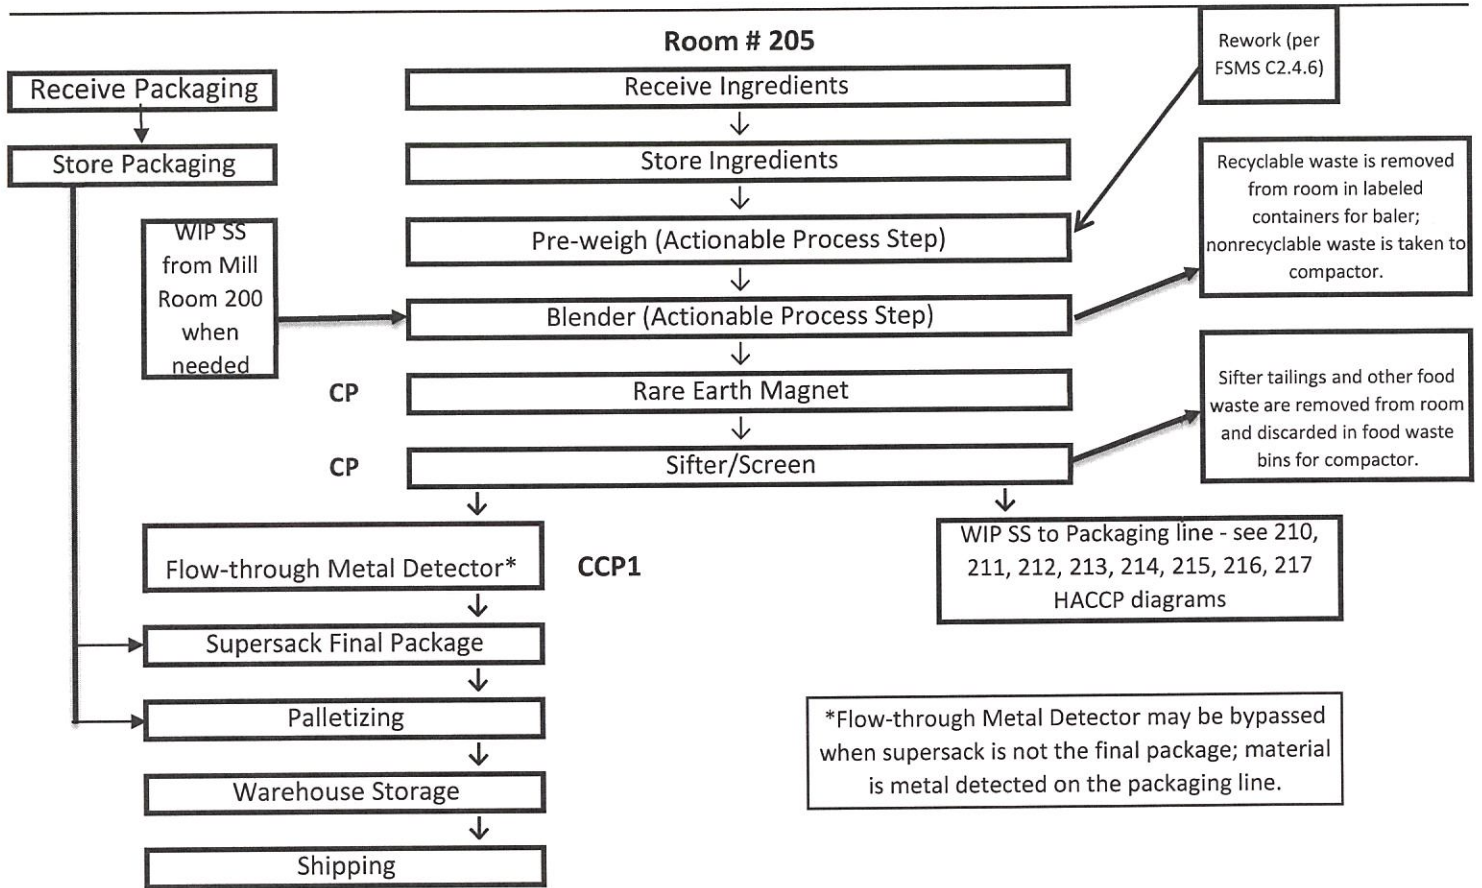 Room # 205
Rework (per
FSMS C2.4.6)
Receive Packaging
Receive Ingredients
Store Packaging
Store Ingredients
Recyclable waste is removed
from room in labeled
containers for baler;
nonrecyclable waste is taken to
compactor.
WIP SS
from Mill
Room 200
when
needed
Pre-weigh (Actionable Process Step)
Blender (Actionable Process Step)
CP
Rare Earth Magnet
Sifter tailings and other food
waste are removed from room
and discarded in food waste
bins for compactor.
CP
Sifter/Screen
Flow-through Metal Detector*
CCP1
WIP SS to Packaging line - see 210,
211, 212, 213, 214, 215, 216, 217
HACCP diagrams
Supersack Final Package
Palletizing
*Flow-through Metal Detector may be bypassed
when supersack is not the final package; material
is metal detected on the packaging line.
Warehouse Storage
Shipping